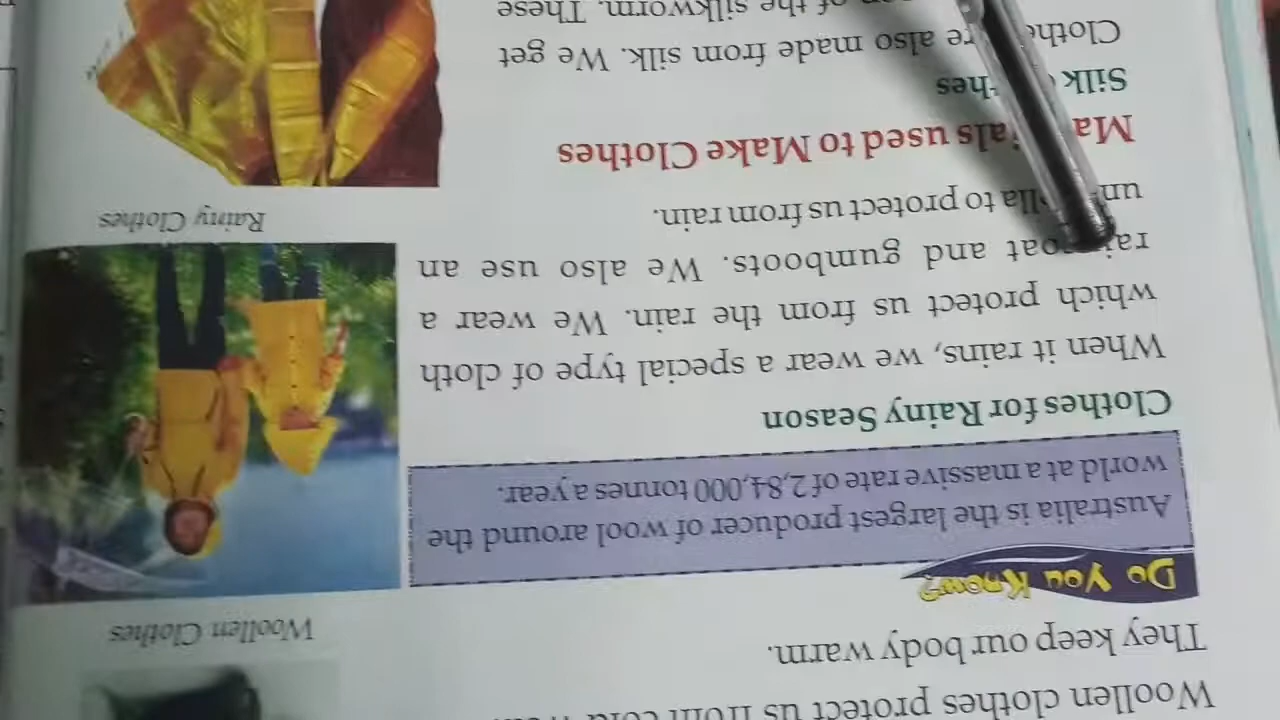 Woollen clothes protect us from cold
They keep our body warm.
Woollen Clothes
Do You Know?
Australia is the largest producer of wool around the
world at a massive rate of 2,84,000 tonnes a year.
Clothes for Rainy Season
When it rains, we wear a special type of cloth
which protect us from the rain. We wear a
raincoat and gumboots. We also use an
umbrella to protect us from rain.
Rainy Clothes
Materials used to Make Clothes
Silk Clothes
Clothes are also made from silk. We get
of the silkworm. These